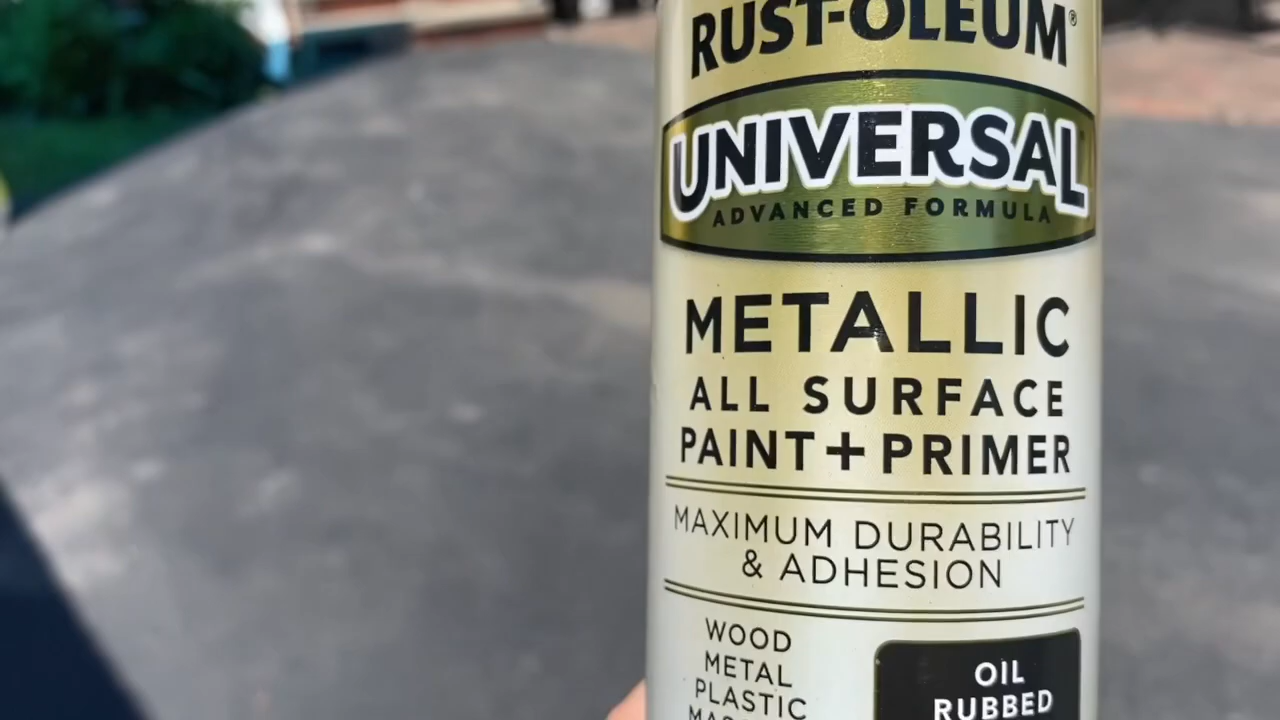 RUST-OLEUM®
UNIVERSAL
ADVANCED FORMULA
METALLIC
ALL SURFACE
PAINT+PRIMER
MAXIMUM DURABILITY
& ADHESION
WOOD
METAL
PLASTIC
OIL
RUBBED